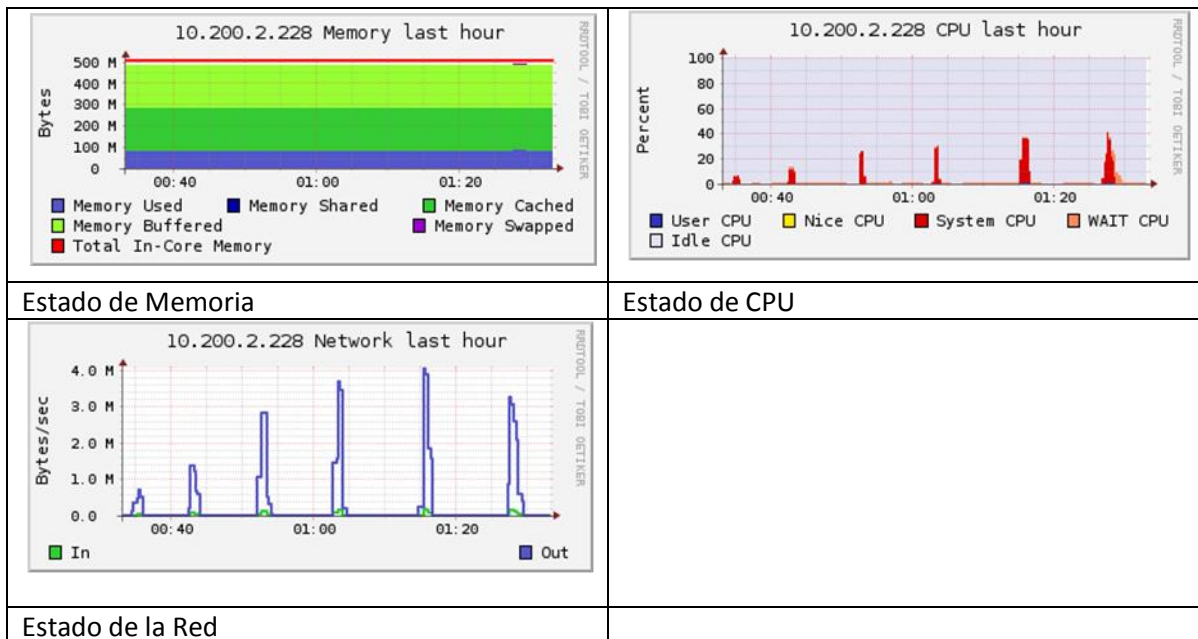 10.200.2.228 Memory last hour
RRDTOOL / TOBI OETIKER
Bytes
500 M
400 M
300 M
200 M
100 M
0
00:40 01:00 01:20
Memory Used Memory Shared Memory Cached
Memory Buffered Memory Swapped
Total In-Core Memory
10.200.2.228 CPU last hour
RRDTOOL / TOBI OETIKER
Percent
100
80
60
40
20
0
00:40 01:00 01:20
User CPU Nice CPU System CPU WAIT CPU
Idle CPU
Estado de Memoria
Estado de CPU
10.200.2.228 Network last hour
RRDTOOL / TOBI OETIKER
Bytes/sec
4.0 M
3.0 M
2.0 M
1.0 M
0.0
00:40 01:00 01:20
In Out
Estado de la Red